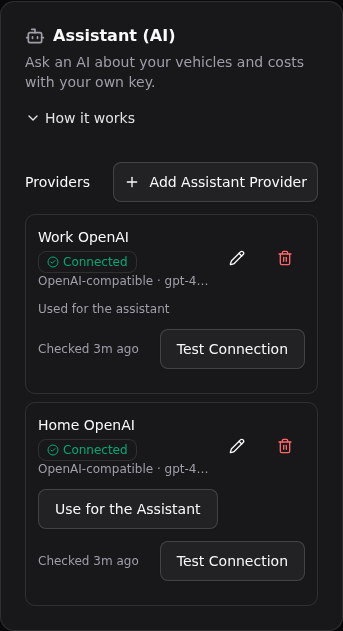 Assistant (AI)
Ask an AI about your vehicles and costs
with your own key.
How it works
Providers
Add Assistant Provider
Work OpenAI
Connected
OpenAI-compatible · gpt-4...
Used for the assistant
Checked 3m ago
Test Connection
Home OpenAI
Connected
OpenAI-compatible · gpt-4...
Use for the Assistant
Checked 3m ago
Test Connection